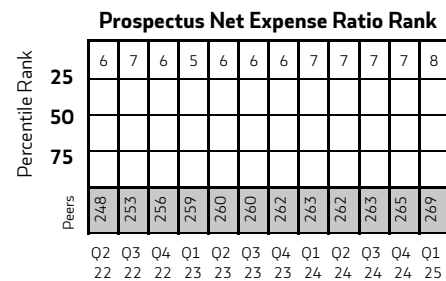 Prospectus Net Expense Ratio Rank
Percentile Rank
6 7 6 5 6 6 6 7 7 7 7 8
25
50
75
Peers 248 253 256 259 260 260 262 263 262 263 265 269
Q2 Q3 Q4 Q1 Q2 Q3 Q4 Q1 Q2 Q3 Q4 Q1
22 22 22 23 23 23 23 24 24 24 24 25